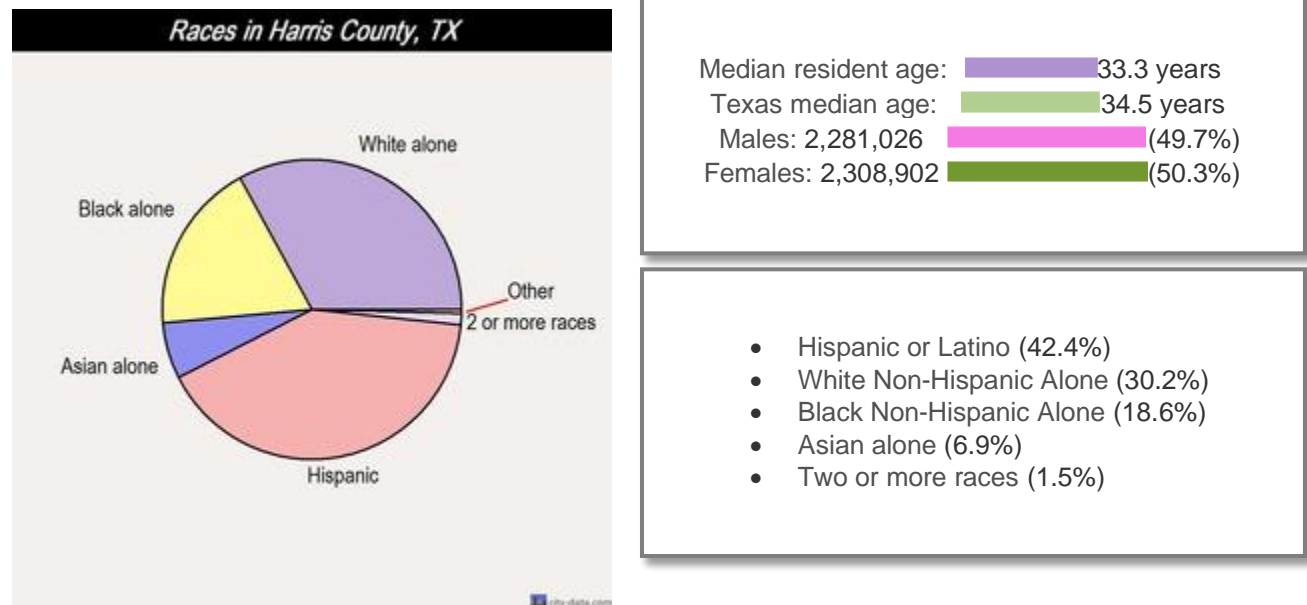 Races in Harris County, TX
White alone
Black alone
Other
2 or more races
Asian alone
Hispanic
city-data.com
Median resident age: 33.3 years
Texas median age: 34.5 years
Males: 2,281,026 (49.7%)
Females: 2,308,902 (50.3%)
• Hispanic or Latino (42.4%)
• White Non-Hispanic Alone (30.2%)
• Black Non-Hispanic Alone (18.6%)
• Asian alone (6.9%)
• Two or more races (1.5%)